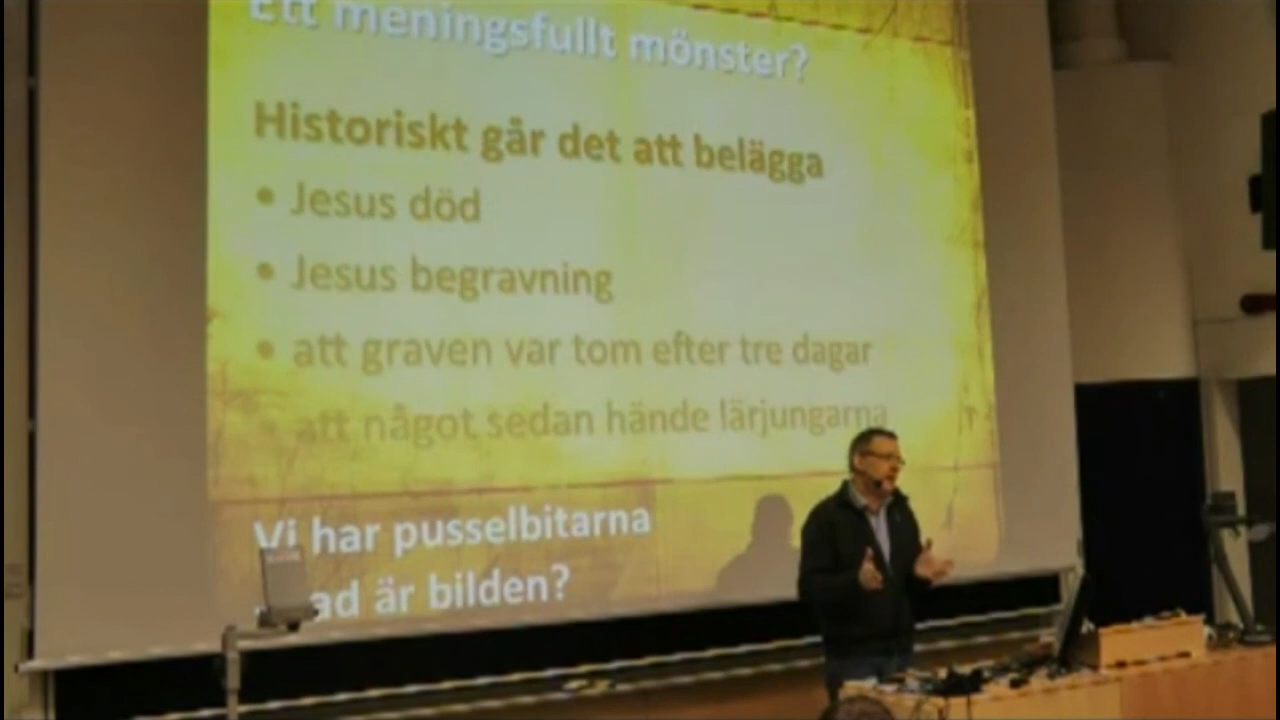 Ett meningsfullt mönster?
Historiskt går det att belägga
• Jesus död
• Jesus begravning
• att graven var tom efter tre dagar
• att något sedan hände lärjungarna
Vi har pusselbitarna
är bilden?